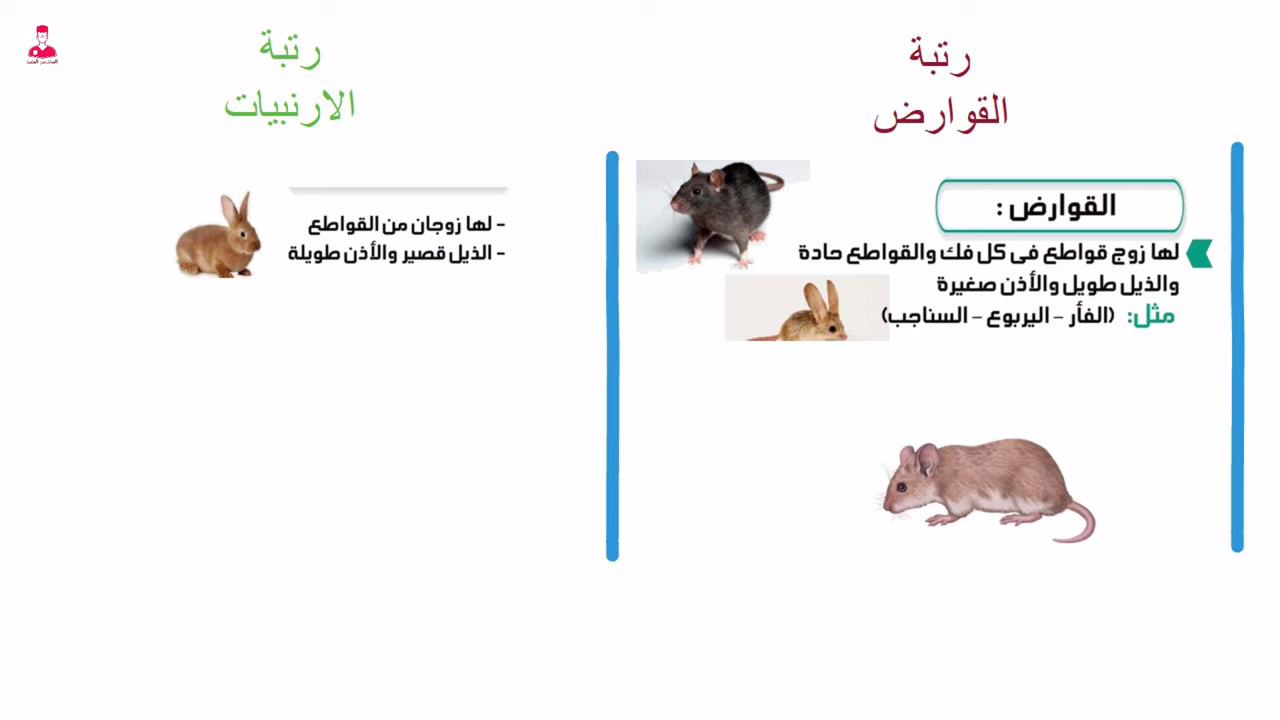 رتبة
القوارض
القوارض :
لها زوج قواطع فى كل فك والقواطع حادة
والذيل طويل والأذن صغيرة
مثل: (الفأر – اليربوع – السناجب)
رتبة
الارنبيات
- لها زوجان من القواطع
- الذيل قصير والأذن طويلة